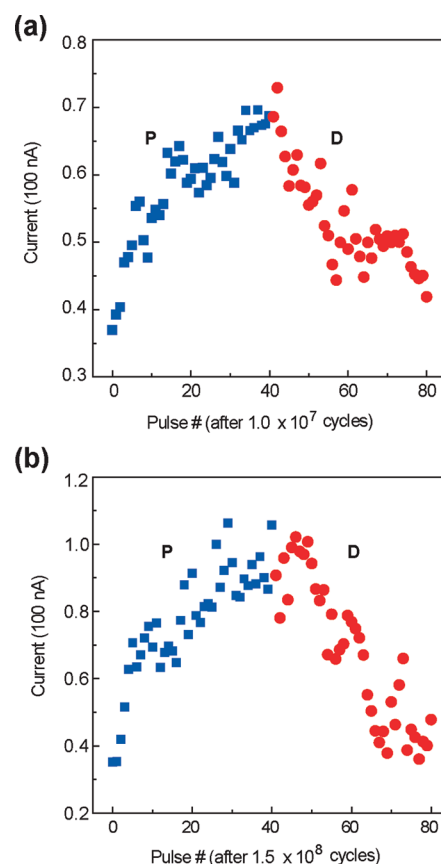 (a)
0.8
0.7
0.6
0.5
0.4
0.3
Current (100 nA)
P
D
0 20 40 60 80
Pulse # (after 1.0 x 10⁷ cycles)
(b)
1.2
1.0
0.8
0.6
0.4
0.2
Current (100 nA)
P
D
0 20 40 60 80
Pulse # (after 1.5 x 10⁸ cycles)